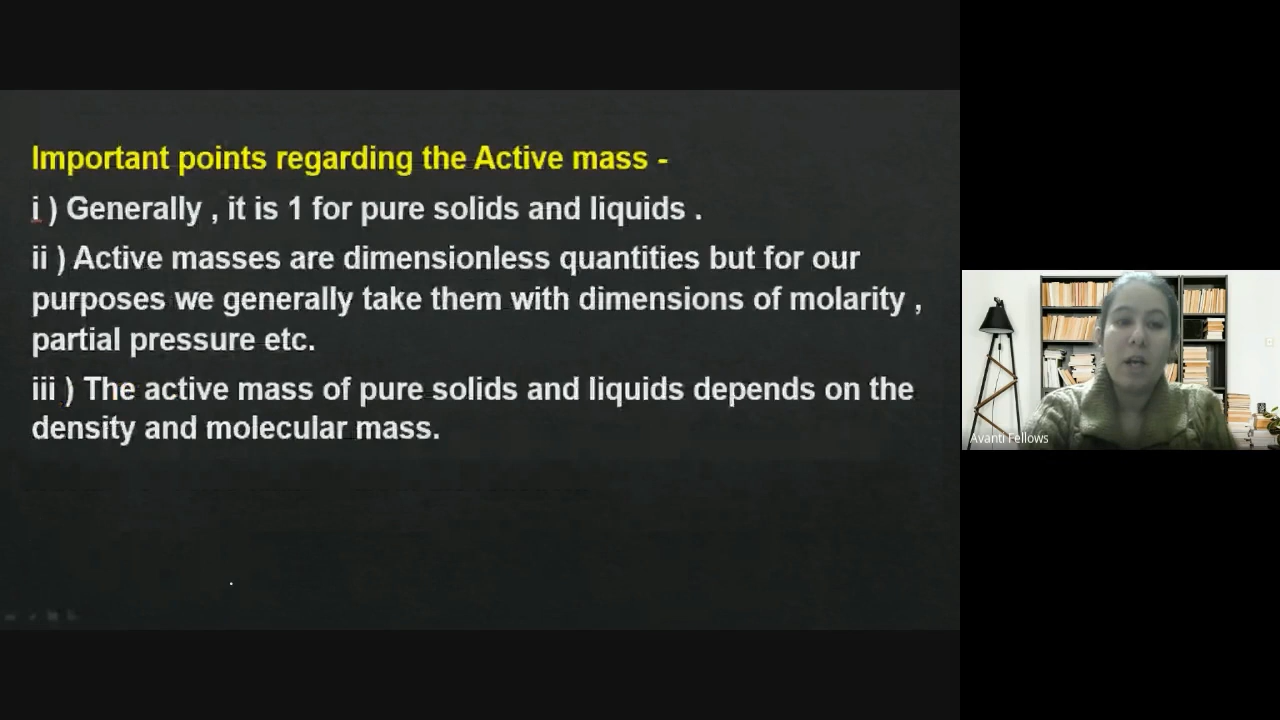 Important points regarding the Active mass -
i ) Generally , it is 1 for pure solids and liquids .
ii ) Active masses are dimensionless quantities but for our
purposes we generally take them with dimensions of molarity ,
partial pressure etc.
iii ) The active mass of pure solids and liquids depends on the
density and molecular mass.
Avanti Fellows